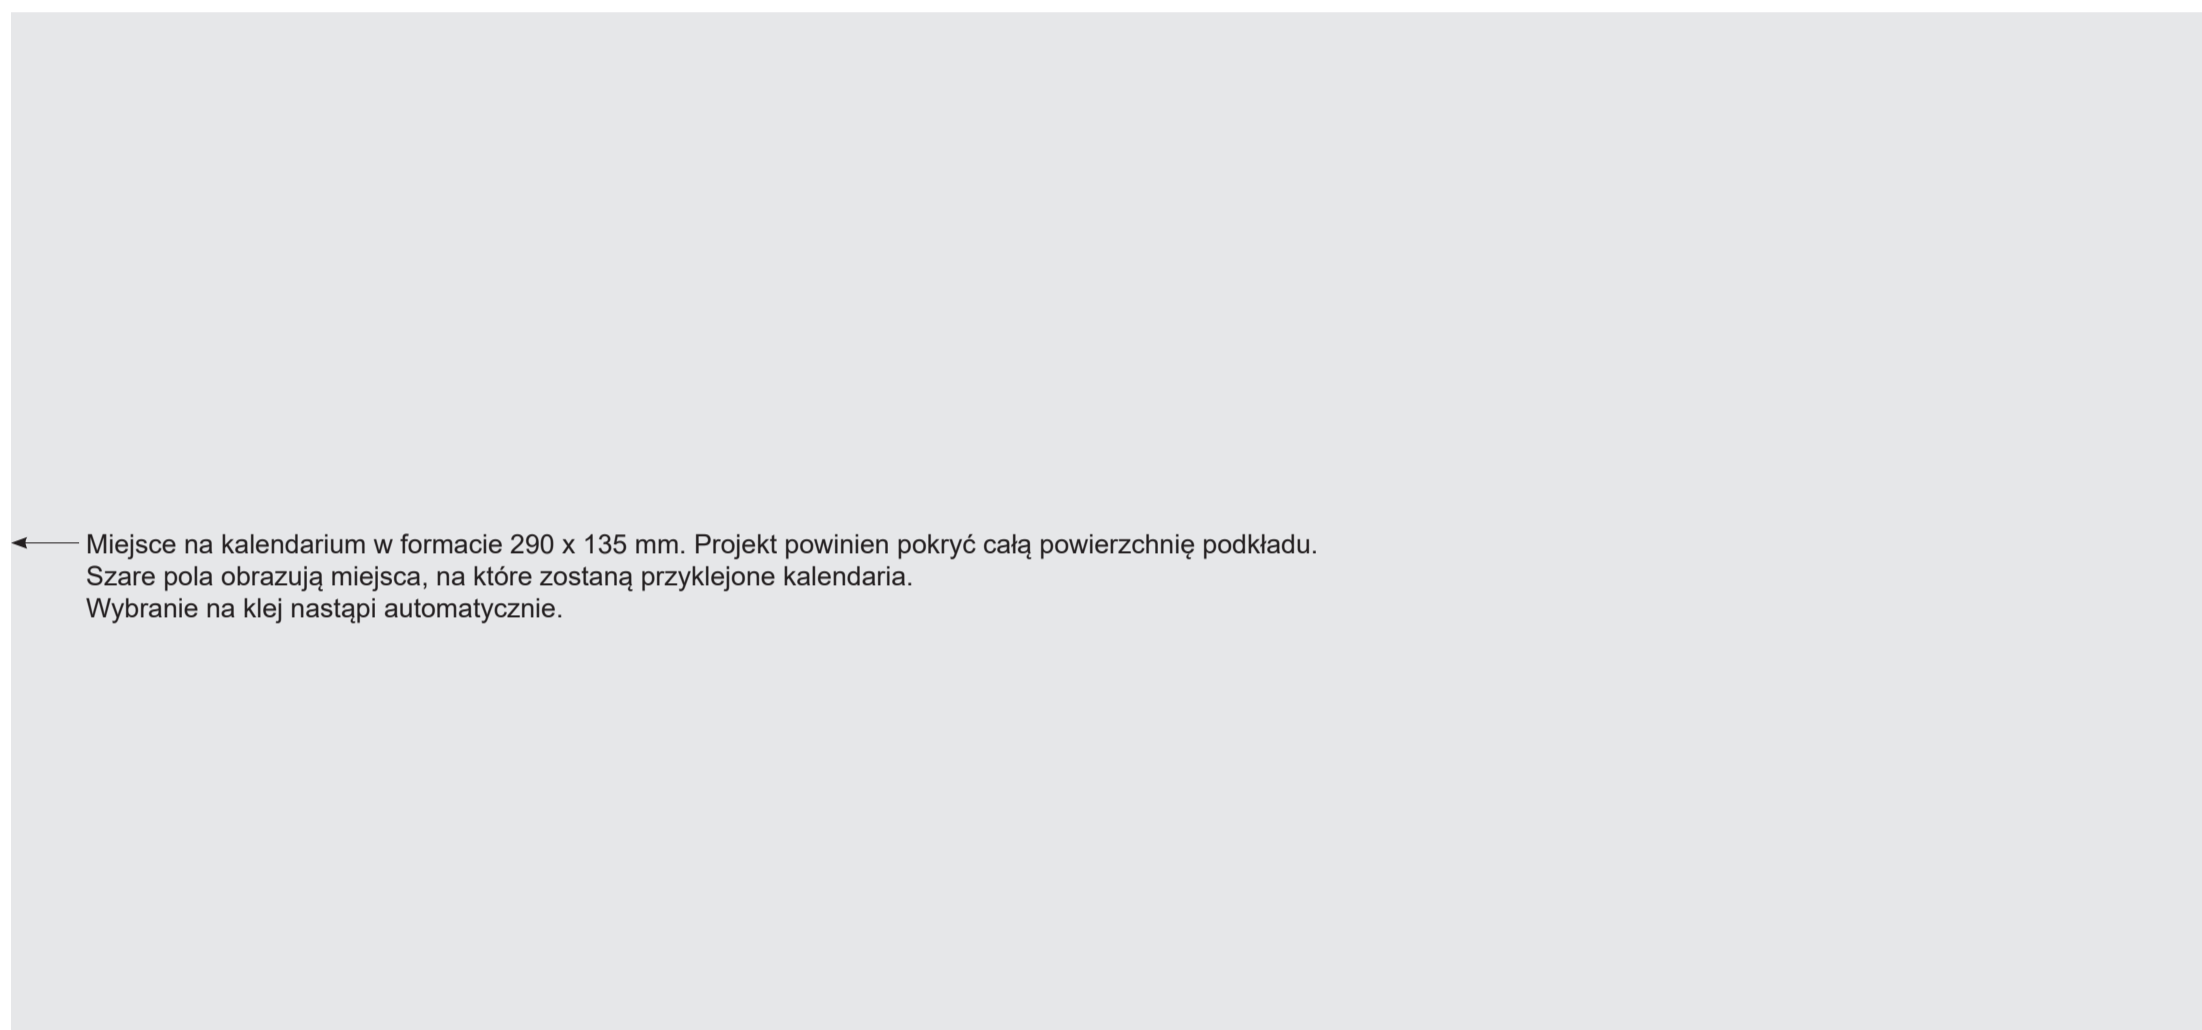 Miejsce na kalendarium w formacie 290 x 135 mm. Projekt powinien pokryć całą powierzchnię podkładu.
Szare pola obrazują miejsca, na które zostaną przyklejone kalendaria.
Wybranie na klej nastąpi automatycznie.